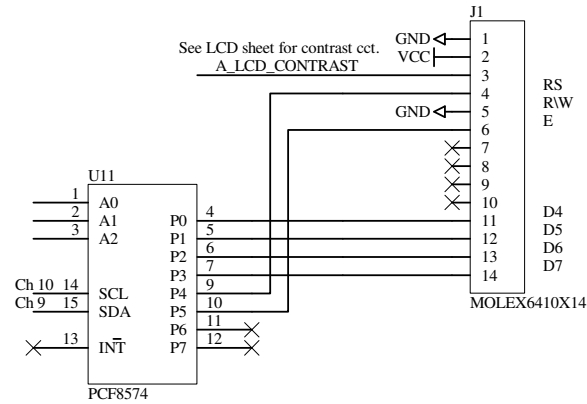 J1
GND 1
VCC 2
See LCD sheet for contrast cct.
A_LCD_CONTRAST 3
4 RS
GND 5 R\W
6 E
7
8
9
10
11 D4
12 D5
13 D6
14 D7
MOLEX6410X14
U11
1 A0
2 A1
3 A2
Ch 10 14 SCL
Ch 9 15 SDA
13 INT
P0 4
P1 5
P2 6
P3 7
P4 9
P5 10
P6 11
P7 12
PCF8574